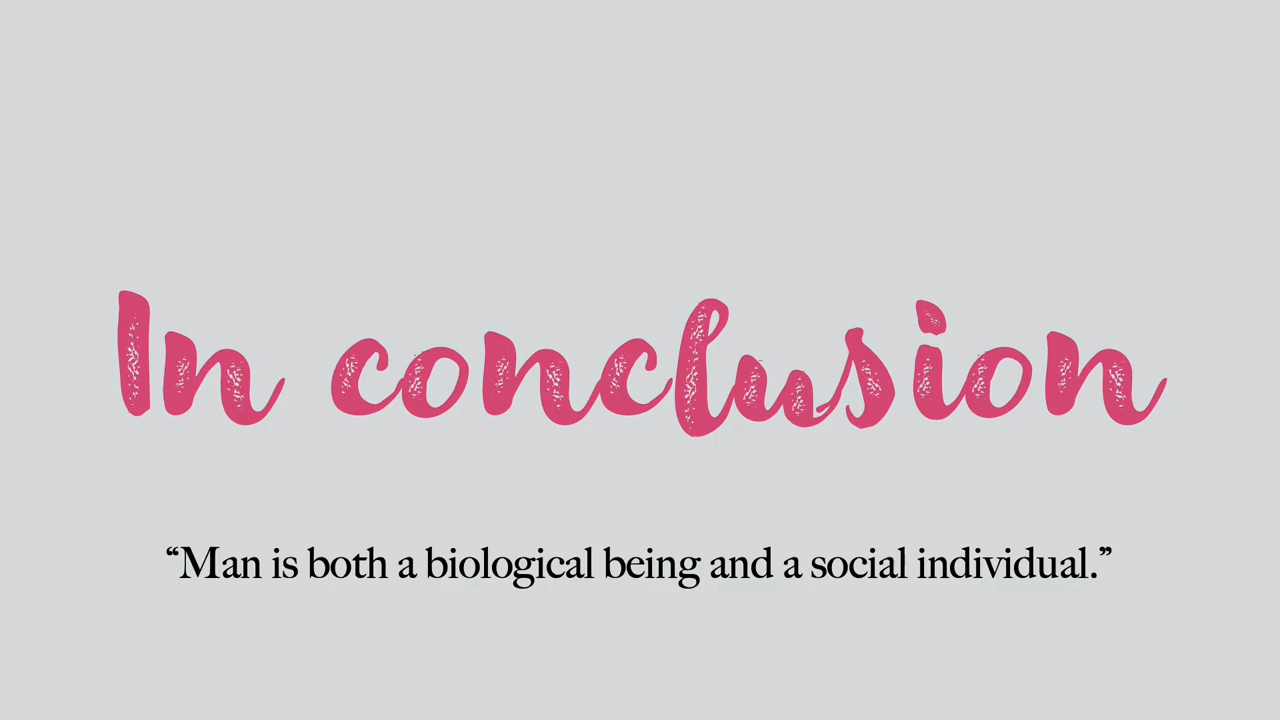 In conclusion
“Man is both a biological being and a social individual.”